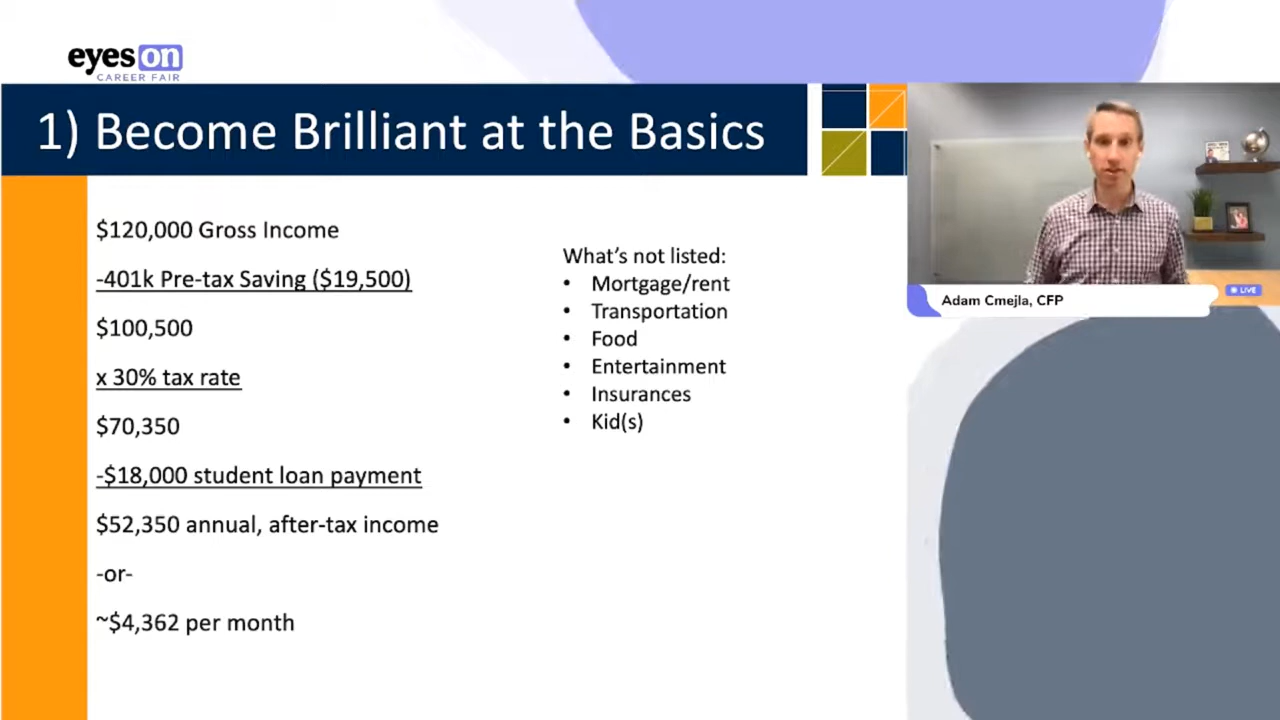 eyes on
CAREER FAIR
1) Become Brilliant at the Basics
$120,000 Gross Income
-401k Pre-tax Saving ($19,500)
$100,500
x 30% tax rate
$70,350
-$18,000 student loan payment
$52,350 annual, after-tax income
-or-
~$4,362 per month
What's not listed:
• Mortgage/rent
• Transportation
• Food
• Entertainment
• Insurances
• Kid(s)
Adam Cmejla, CFP
LIVE